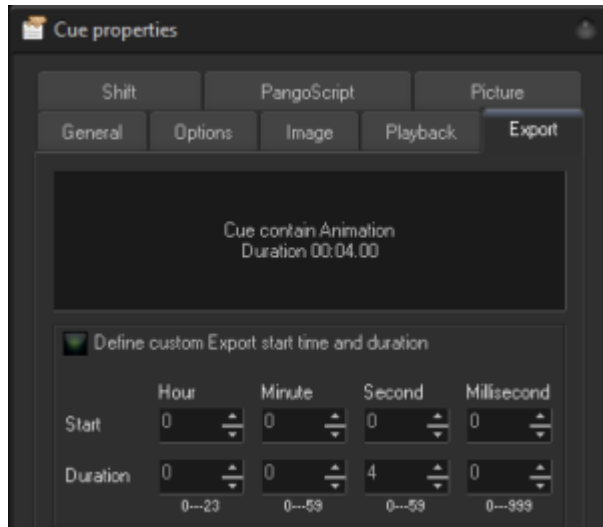 Cue properties
Shift PangoScript Picture
General Options Image Playback Export
Cue contain Animation
Duration 00:04.00
Define custom Export start time and duration
Hour Minute Second Millisecond
Start 0 0 0 0
Duration 0 0 4 0
0---23 0---59 0---59 0---999